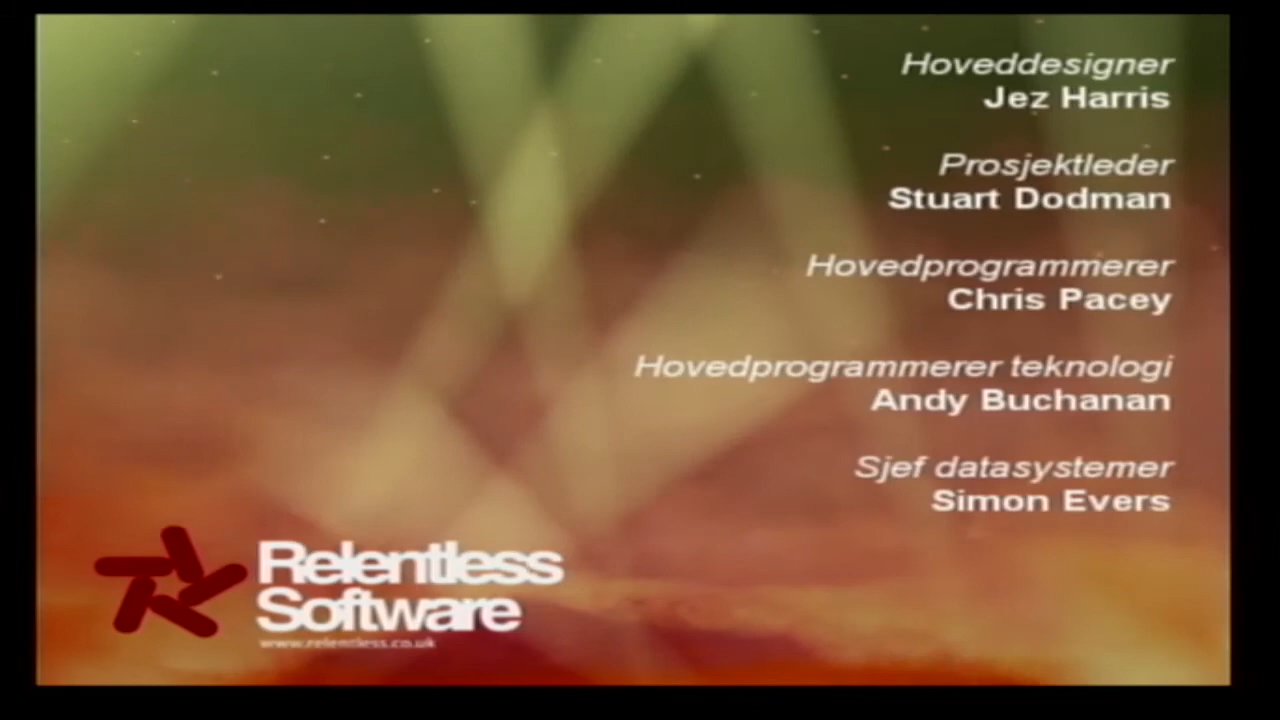 Hoveddesigner
Jez Harris
Prosjektleder
Stuart Dodman
Hovedprogrammerer
Chris Pacey
Hovedprogrammerer teknologi
Andy Buchanan
Sjef datasystemer
Simon Evers
Relentless
Software
www.relentless.co.uk